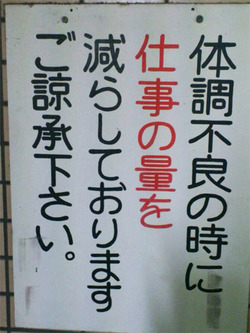 体調不良の時に
仕事の量を
減らしております
ご諒承下さい。